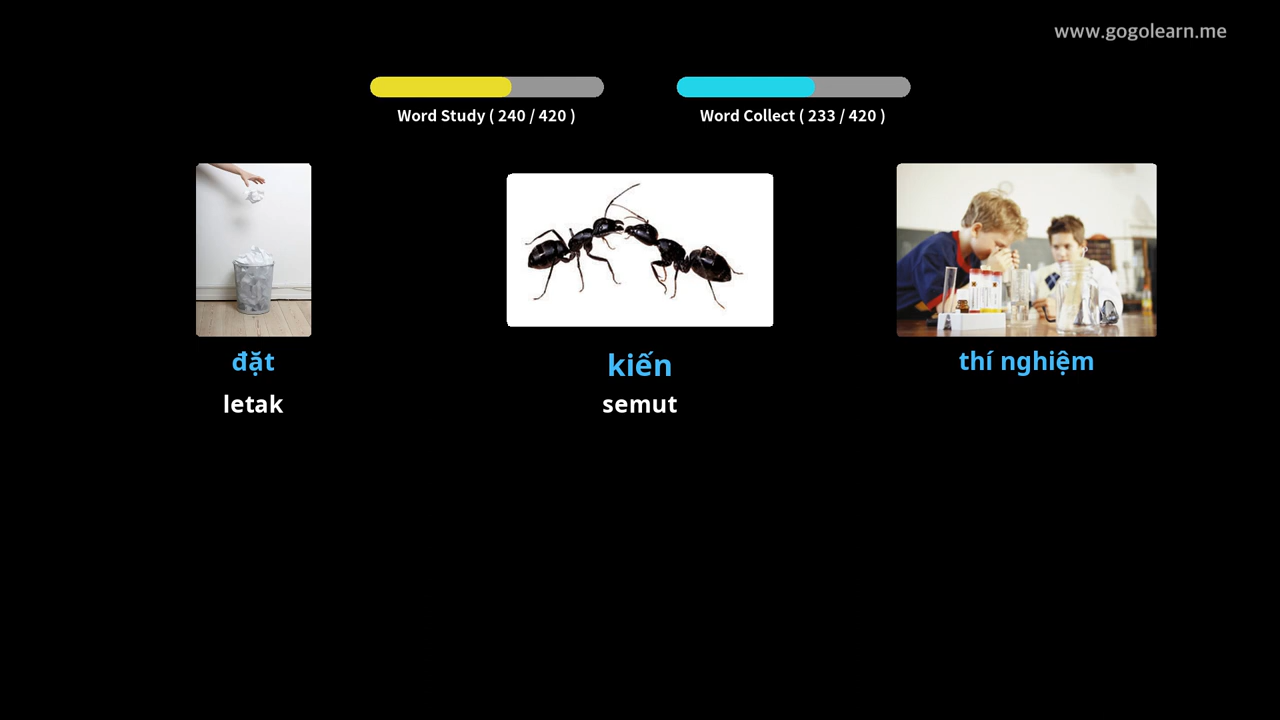 www.gogolearn.me
Word Study ( 240 / 420 )
Word Collect ( 233 / 420 )
đặt
kiến
thí nghiệm
letak
semut